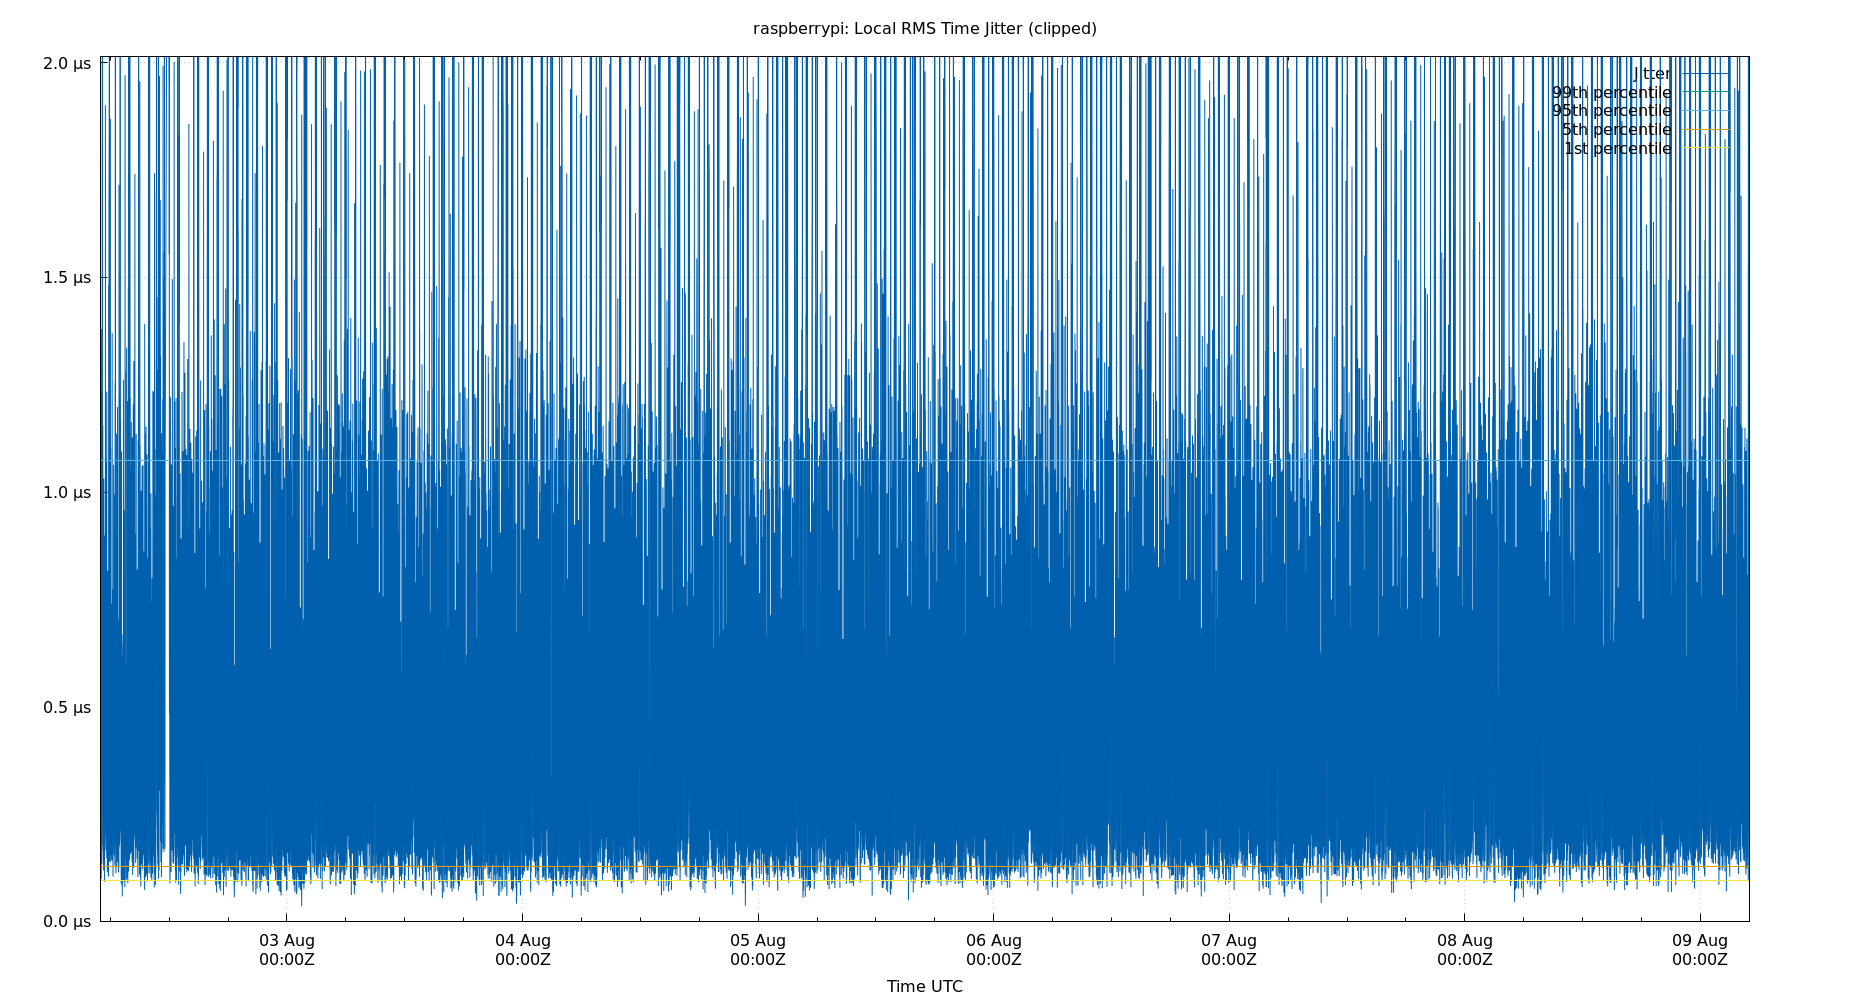 raspberrypi: Local RMS Time Jitter (clipped)
2.0 μs
1.5 μs
1.0 μs
0.5 μs
0.0 μs
Jitter
99th percentile
95th percentile
5th percentile
1st percentile
03 Aug 04 Aug 05 Aug 06 Aug 07 Aug 08 Aug 09 Aug
00:00Z 00:00Z 00:00Z 00:00Z 00:00Z 00:00Z 00:00Z
Time UTC